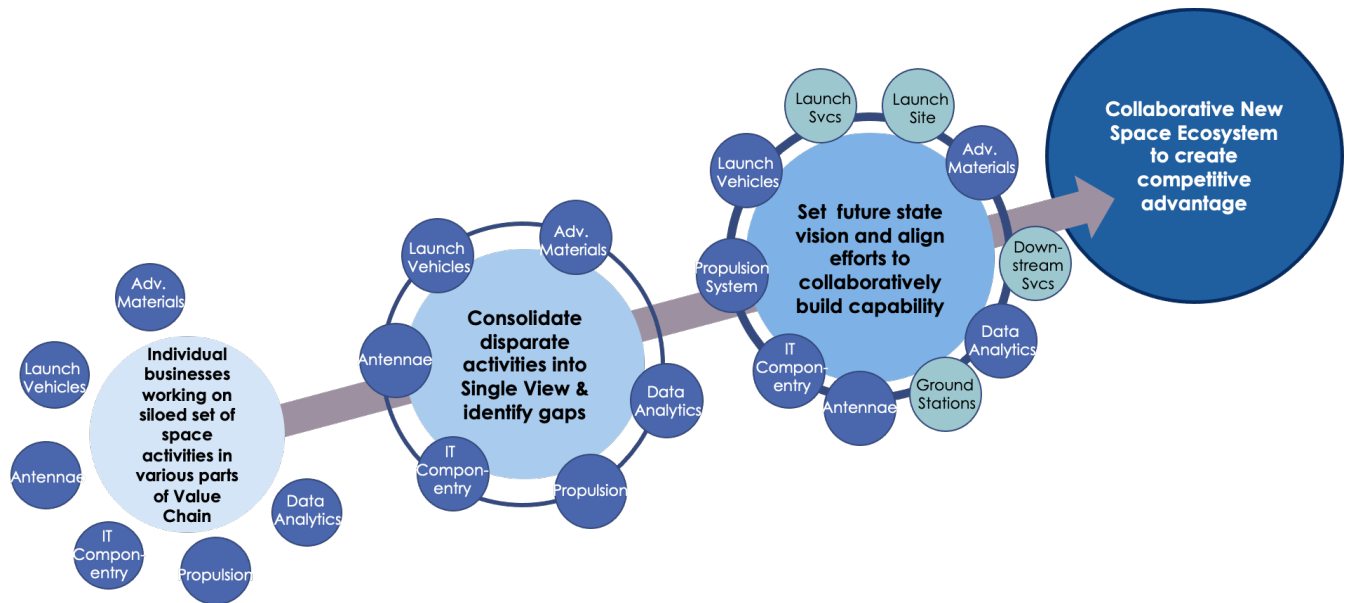 Adv.
Materials
Launch
Vehicles
Antennae
IT
Compon-
entry
Propulsion
Data
Analytics
Individual
businesses
working on
siloed set of
space
activities in
various parts
of Value
Chain
Launch
Vehicles
Adv.
Materials
Antennae
IT
Compon-
entry
Propulsion
Data
Analytics
Consolidate
disparate
activities into
Single View &
identify gaps
Launch
Svcs
Launch
Site
Launch
Vehicles
Adv.
Materials
Propulsion
System
Down-
stream
Svcs
IT
Compon-
entry
Antennae
Ground
Stations
Data
Analytics
Set future state
vision and align
efforts to
collaboratively
build capability
Collaborative New
Space Ecosystem
to create
competitive
advantage